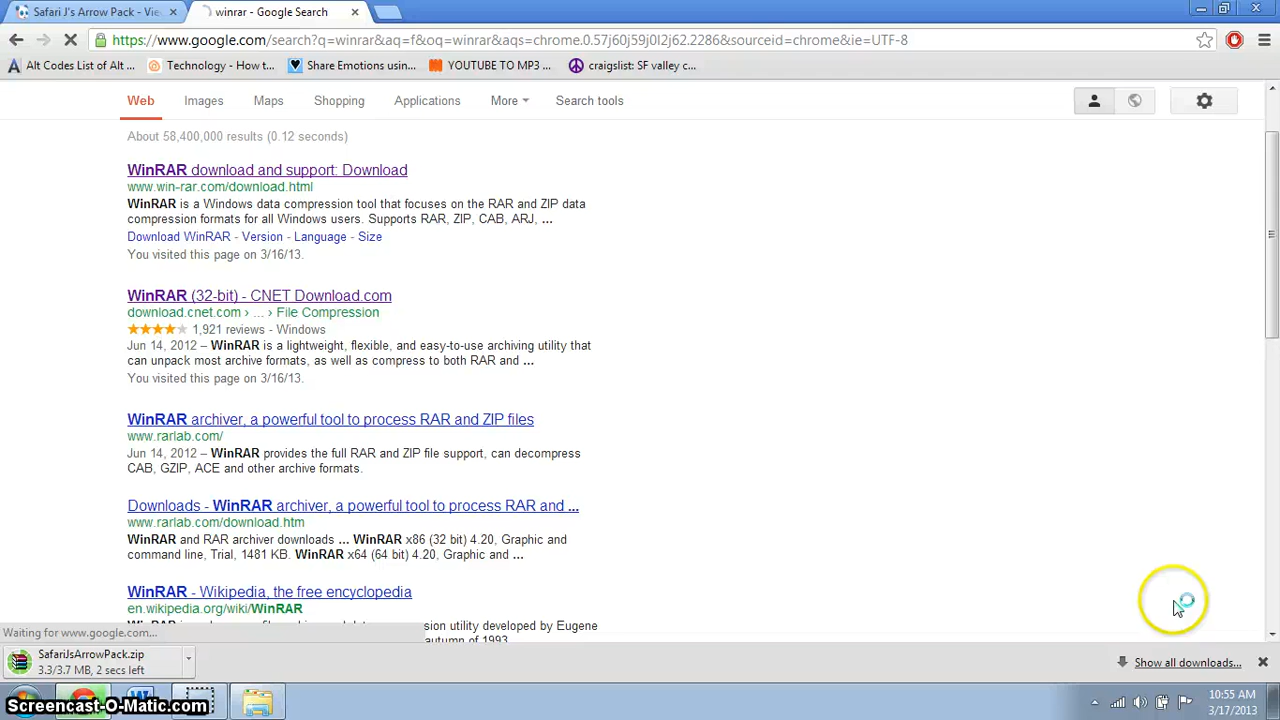 Safari J's Arrow Pack - Vie
winrar - Google Search
https://www.google.com/search?q=winrar&aq=f&oq=winrar&aqs=chrome.0.57j60j59j0l2j62.2286&sourceid=chrome&ie=UTF-8
Alt Codes List of Alt ...
Technology - How t...
Share Emotions usin...
YOUTUBE TO MP3 ...
craigslist: SF valley c...
Web Images Maps Shopping Applications More Search tools
About 58,400,000 results (0.12 seconds)
WinRAR download and support: Download
www.win-rar.com/download.html
WinRAR is a Windows data compression tool that focuses on the RAR and ZIP data
compression formats for all Windows users. Supports RAR, ZIP, CAB, ARJ, ...
Download WinRAR - Version - Language - Size
You visited this page on 3/16/13.
WinRAR (32-bit) - CNET Download.com
download.cnet.com › ... › File Compression
1,921 reviews - Windows
Jun 14, 2012 – WinRAR is a lightweight, flexible, and easy-to-use archiving utility that
can unpack most archive formats, as well as compress to both RAR and ...
You visited this page on 3/16/13.
WinRAR archiver, a powerful tool to process RAR and ZIP files
www.rarlab.com/
Jun 14, 2012 – WinRAR provides the full RAR and ZIP file support, can decompress
CAB, GZIP, ACE and other archive formats.
Downloads - WinRAR archiver, a powerful tool to process RAR and ...
www.rarlab.com/download.htm
WinRAR and RAR archiver downloads ... WinRAR x86 (32 bit) 4.20, Graphic and
command line, Trial, 1481 KB. WinRAR x64 (64 bit) 4.20, Graphic and ...
WinRAR - Wikipedia, the free encyclopedia
en.wikipedia.org/wiki/WinRAR
sion utility developed by Eugene
autumn of 1993.
Waiting for www.google.com...
SafariJsArrowPack.zip
3.3/3.7 MB, 2 secs left
Show all downloads...
Screencast-O-Matic.com
10:55 AM
3/17/2013